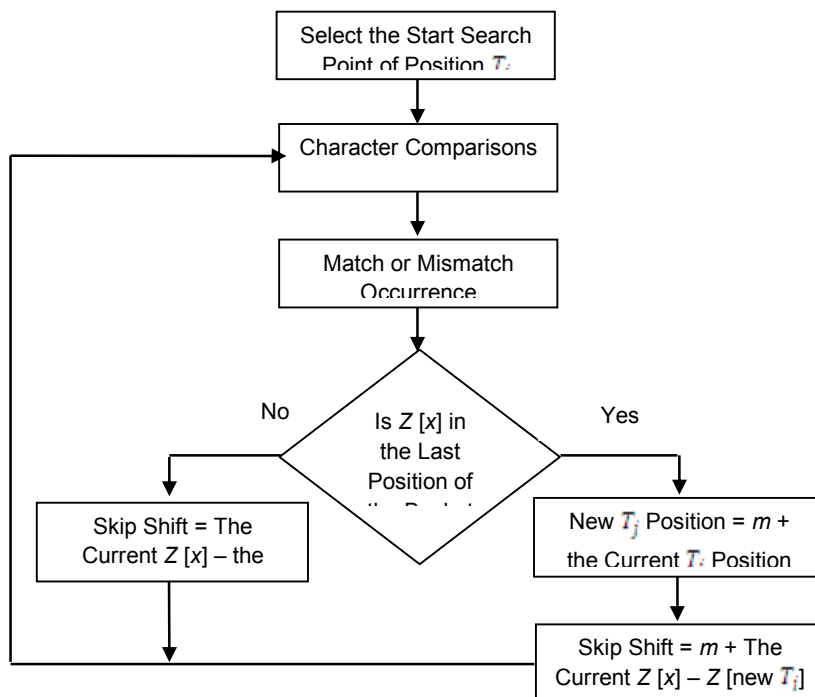 Select the Start Search
Point of Position
Character Comparisons
Match or Mismatch
Occurrence
No
Is Z [x] in
the Last
Position of
Yes
Skip Shift = The
Current Z [x] – the
New T_j Position = m +
the Current Position
Skip Shift = m + The
Current Z [x] – Z [new T_j]